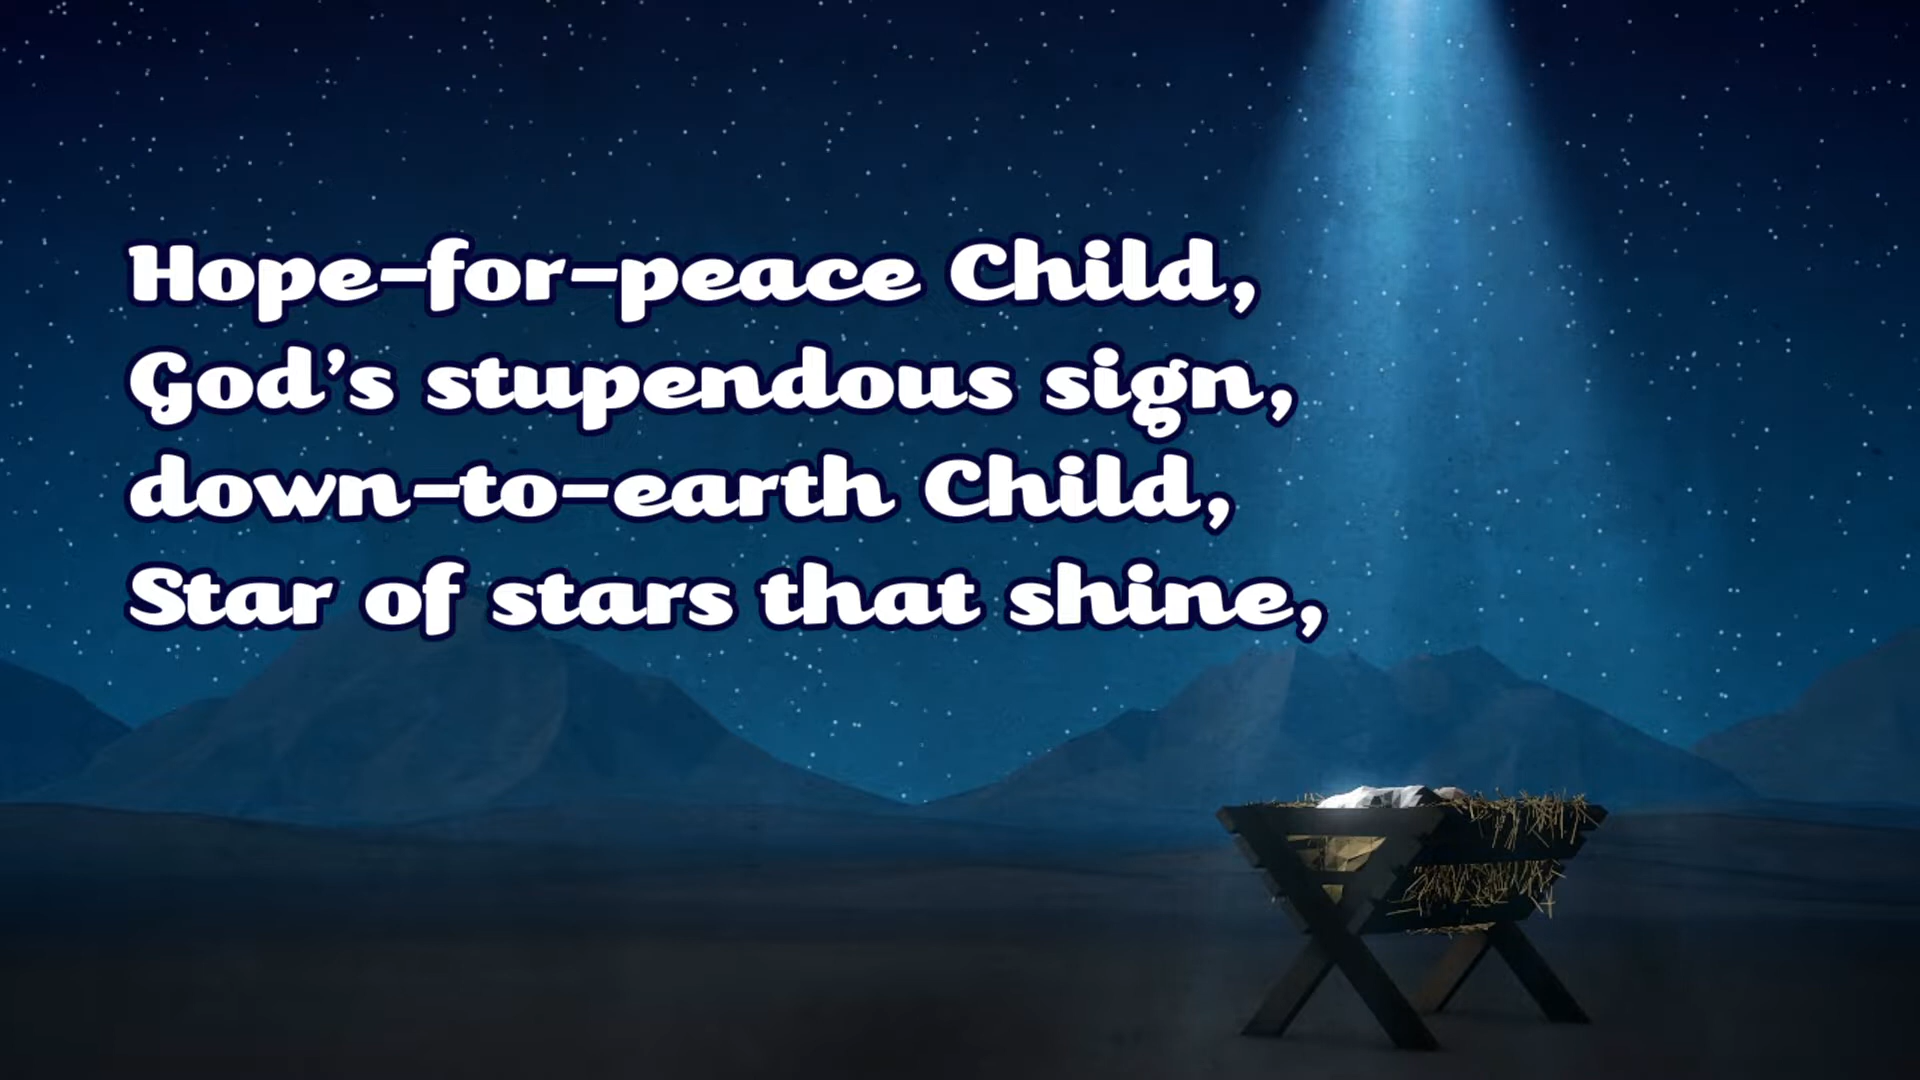 Hope-for-peace Child,
God’s stupendous sign,
down-to-earth Child,
Star of stars that shine,